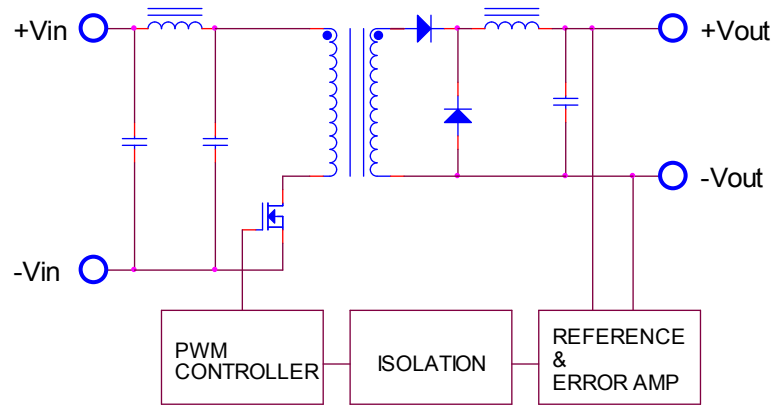 +Vin
+Vout
-Vout
-Vin
PWM
CONTROLLER
ISOLATION
REFERENCE
&
ERROR AMP